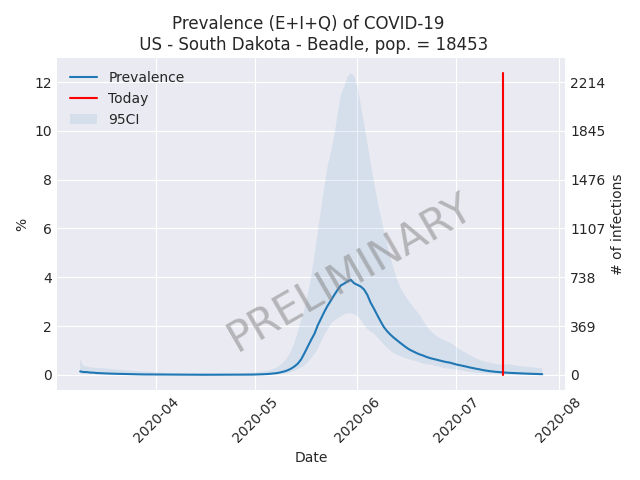 Prevalence (E+I+Q) of COVID-19
US - South Dakota - Beadle, pop. = 18453
Prevalence
Today
95CI
12
10
8
6
4
2
0
%
2214
1845
1476
1107
738
369
0
# of infections
PRELIMINARY
2020-04
2020-05
2020-06
2020-07
2020-08
Date